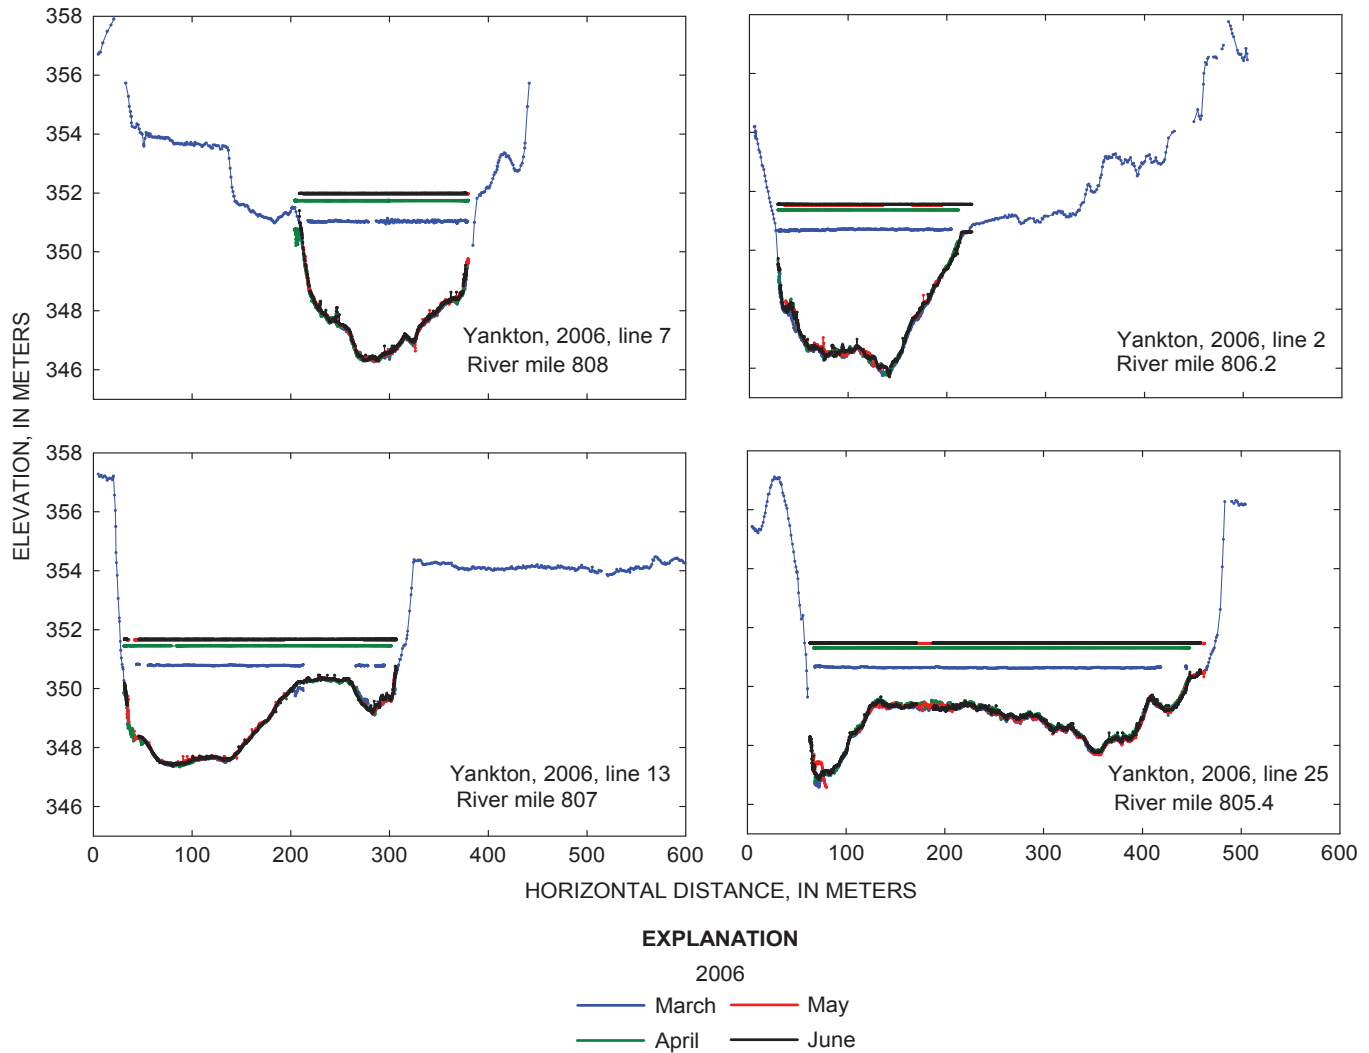 358
356
354
352
350
348
346
Yankton, 2006, line 7
River mile 808
Yankton, 2006, line 2
River mile 806.2
ELEVATION, IN METERS
358
356
354
352
350
348
346
Yankton, 2006, line 13
River mile 807
Yankton, 2006, line 25
River mile 805.4
0 100 200 300 400 500 600
0 100 200 300 400 500 600
HORIZONTAL DISTANCE, IN METERS
EXPLANATION
2006
March May
April June